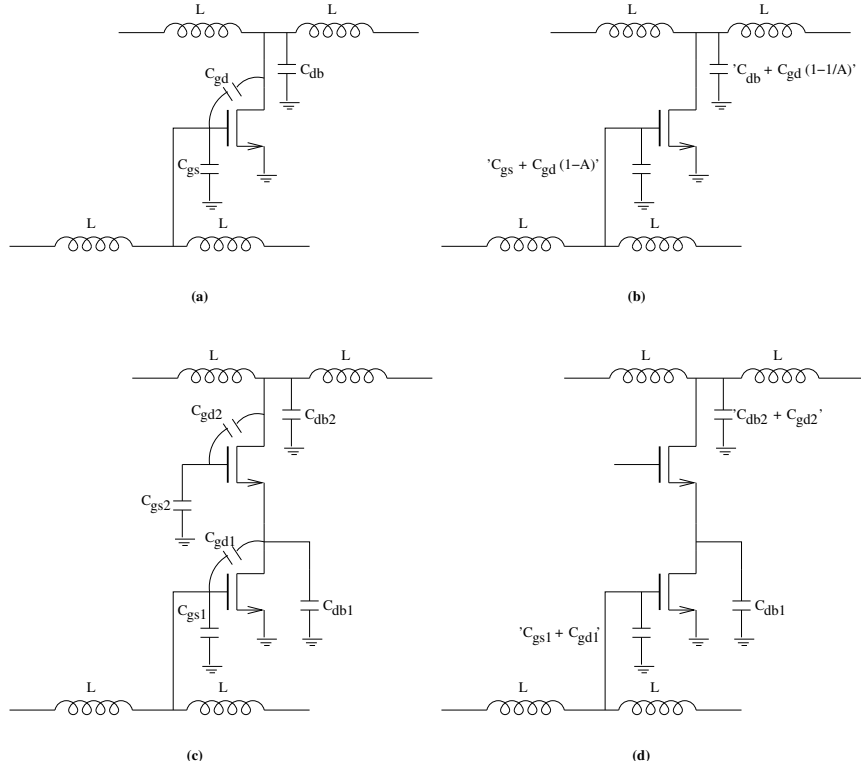 L
L
C_gd
C_db
C_gs
L
L
(a)
L
L
'C_db + C_gd (1-1/A)'
'C_gs + C_gd (1-A)'
L
L
(b)
L
L
C_gd2
C_db2
C_gs2
C_gd1
C_gs1
C_db1
L
L
(c)
L
L
'C_db2 + C_gd2'
'C_gs1 + C_gd1'
C_db1
L
L
(d)